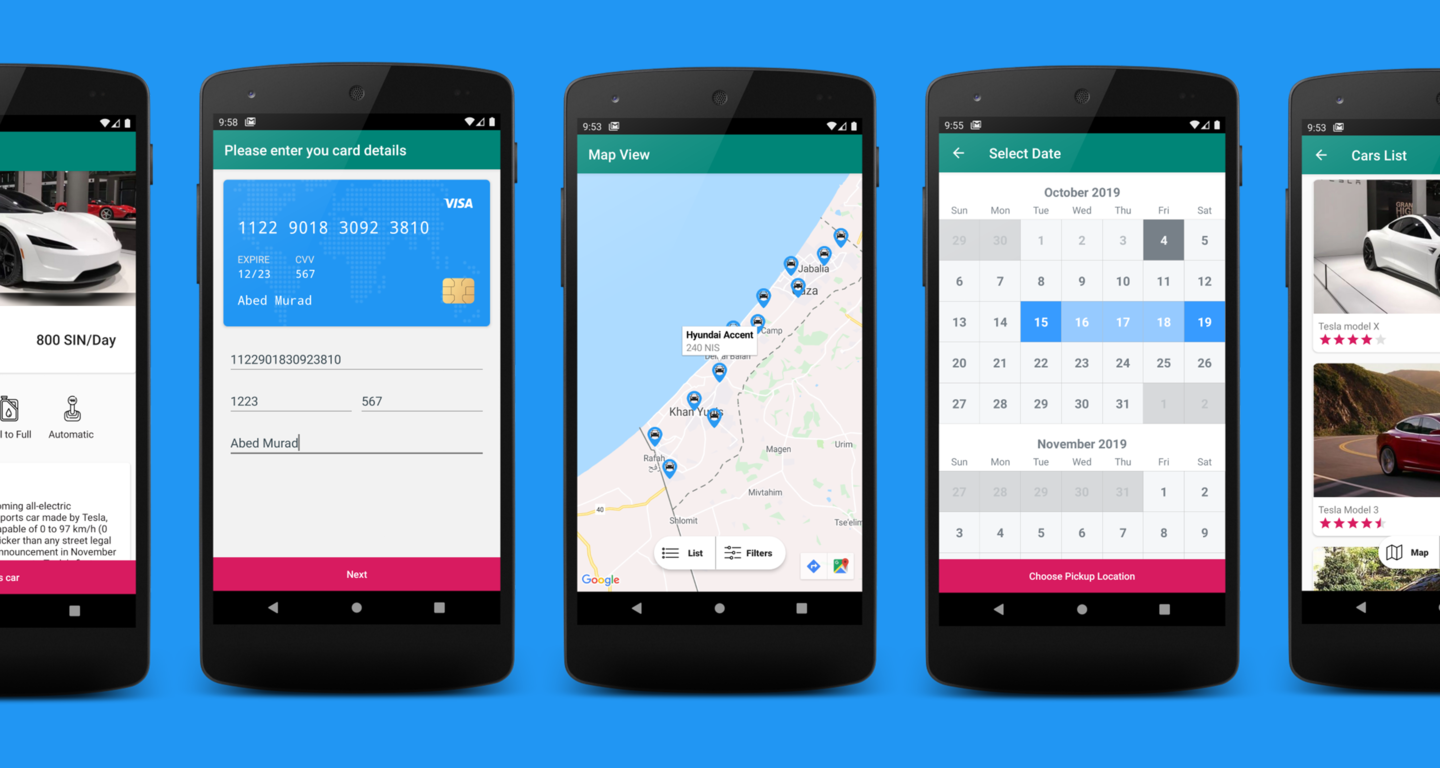 800 SIN/Day
l to Full
Automatic
oming all-electric
ports car made by Tesla,
apable of 0 to 97 km/h (0
icker than any street legal
nnouncement in November
s car
9:58
Please enter you card details
VISA
1122 9018 3092 3810
EXPIRE CVV
12/23 567
Abed Murad
1122901830923810
1223 567
Abed Murad
Next
9:53
Map View
Jabalia
aza
Camp
Hyundai Accent
240 NIS
Deir al Balah
Khan Yunis
Rafah
رفح
Magen
Urim
Mivtahim
40
Shlomit
Tse'elim
List
Filters
Google
9:55
Select Date
October 2019
Sun Mon Tue Wed Thu Fri Sat
29 30 1 2 3 4 5
6 7 8 9 10 11 12
13 14 15 16 17 18 19
20 21 22 23 24 25 26
27 28 29 30 31 1 2
November 2019
Sun Mon Tue Wed Thu Fri Sat
27 28 29 30 31 1 2
3 4 5 6 7 8 9
Choose Pickup Location
9:53
Cars List
GRAN
HIG
Tesla model X
Tesla Model 3
Map